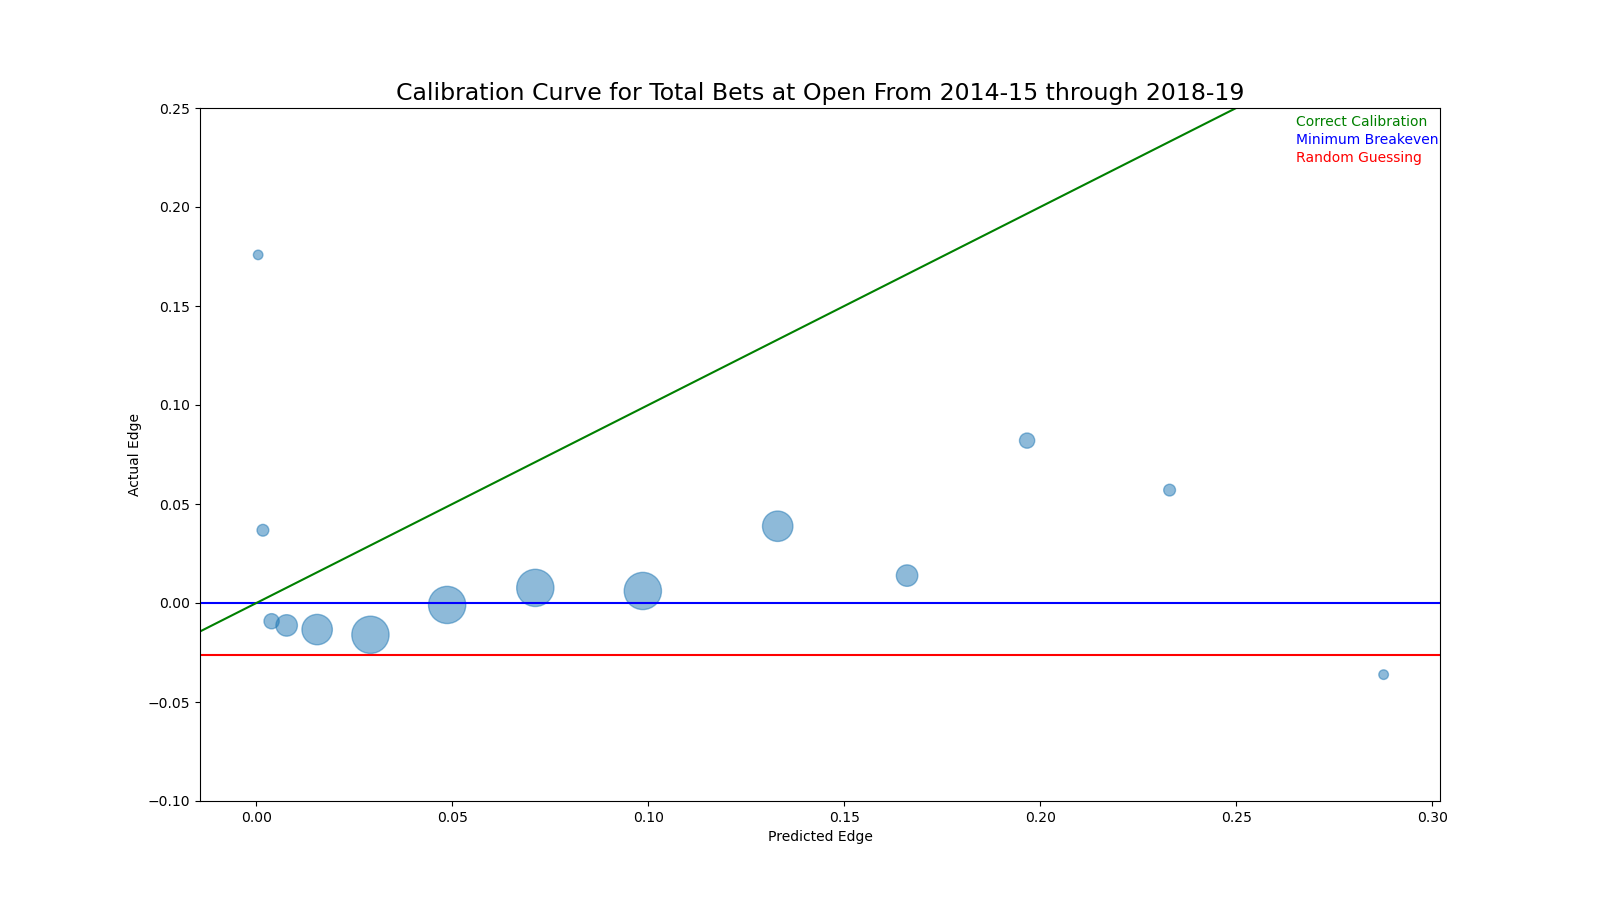 Calibration Curve for Total Bets at Open From 2014-15 through 2018-19
Correct Calibration
Minimum Breakeven
Random Guessing
0.25
0.20
0.15
0.10
0.05
0.00
−0.05
−0.10
Actual Edge
0.00 0.05 0.10 0.15 0.20 0.25 0.30
Predicted Edge